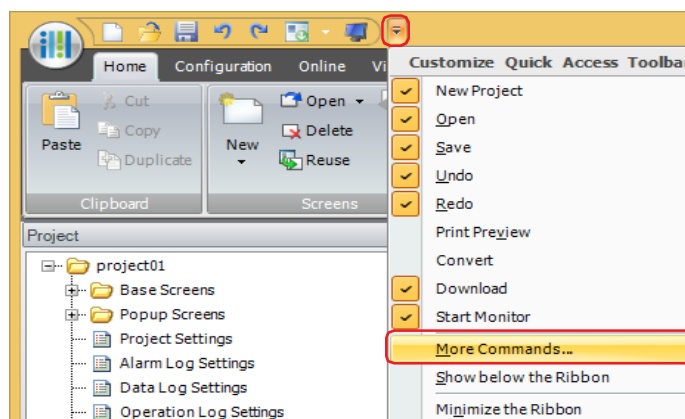 Home Configuration Online
Customize Quick Access Toolbar
Cut
Copy
Duplicate
Paste
Clipboard
New
Open
Delete
Reuse
Screens
New Project
Open
Save
Undo
Redo
Print Preview
Convert
Download
Start Monitor
More Commands...
Show below the Ribbon
Minimize the Ribbon
Project
project01
Base Screens
Popup Screens
Project Settings
Alarm Log Settings
Data Log Settings
Operation Log Settings